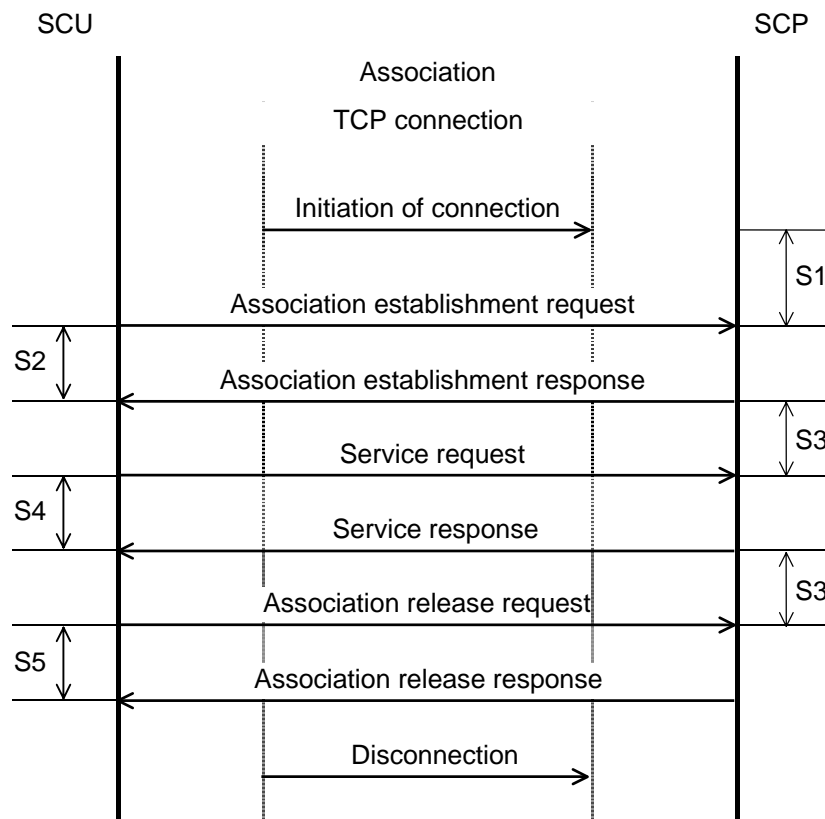 SCU
SCP
Association
TCP connection
Initiation of connection
S1
Association establishment request
S2
Association establishment response
S3
Service request
S4
Service response
S3
Association release request
S5
Association release response
Disconnection